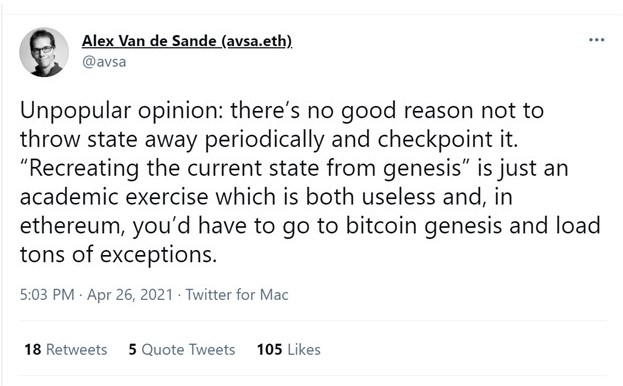 Alex Van de Sande (avsa.eth)
@avsa
Unpopular opinion: there's no good reason not to
throw state away periodically and checkpoint it.
“Recreating the current state from genesis” is just an
academic exercise which is both useless and, in
ethereum, you'd have to go to bitcoin genesis and load
tons of exceptions.
5:03 PM · Apr 26, 2021 · Twitter for Mac
18 Retweets 5 Quote Tweets 105 Likes